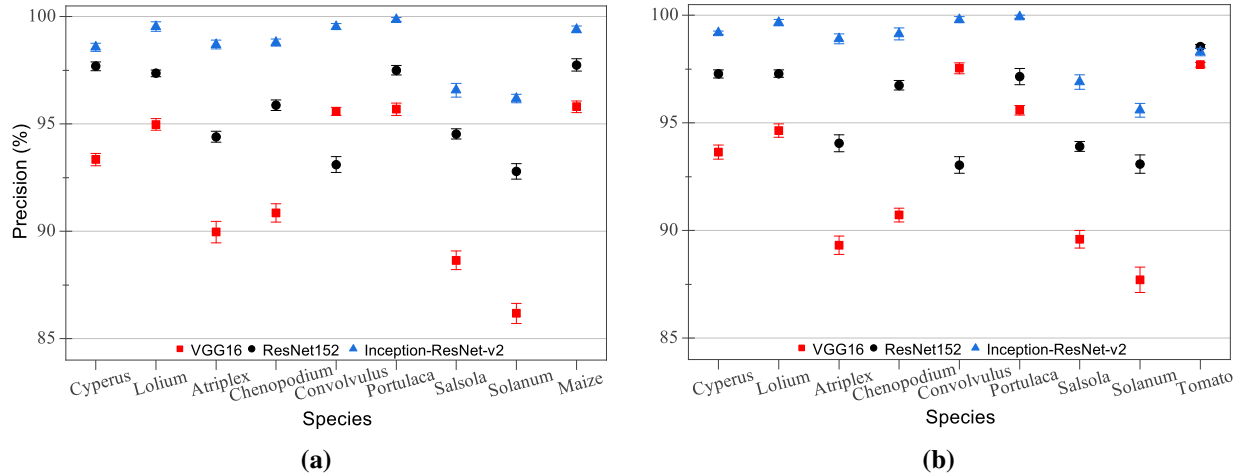 100
95
90
85
Precision (%)
VGG16 ResNet152 Inception-ResNet-v2
Cyperus Lolium Atriplex Chenopodium Convolvulus Portulaca Salsola Solanum Maize
Species
(a)
100
95
90
85
VGG16 ResNet152 Inception-ResNet-v2
Cyperus Lolium Atriplex Chenopodium Convolvulus Portulaca Salsola Solanum Tomato
Species
(b)